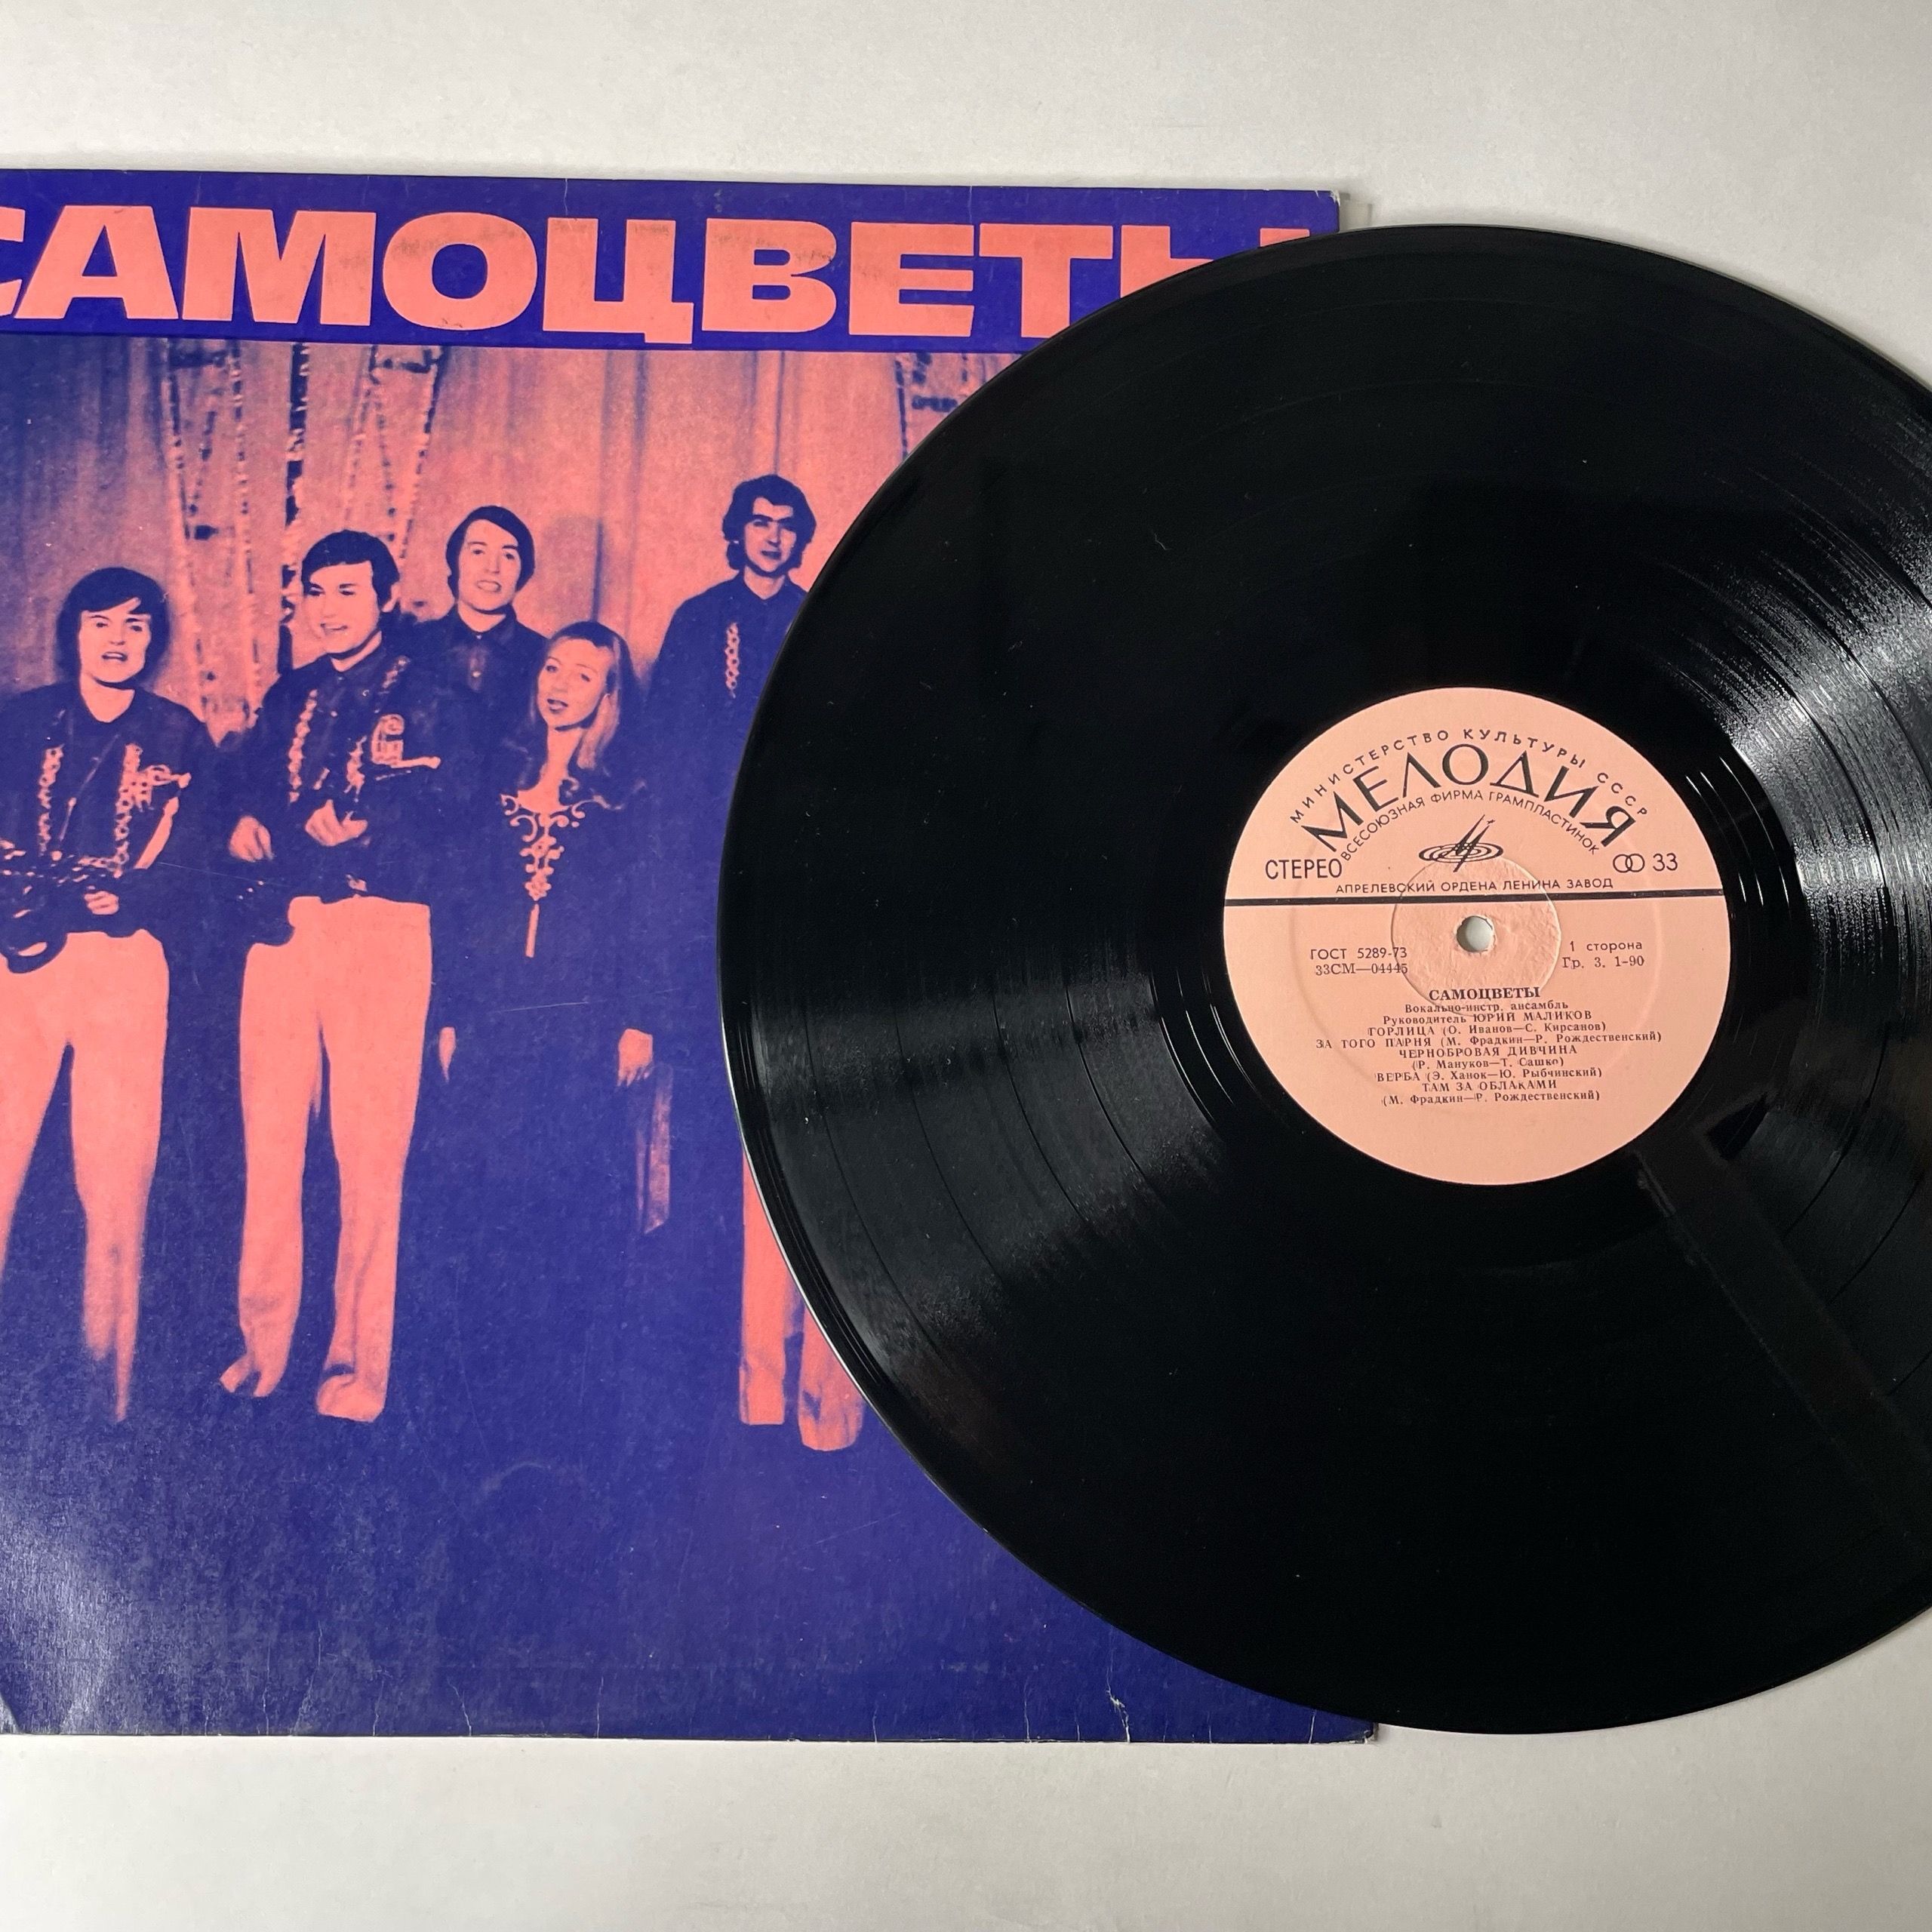 САМОЦВЕТЫ
МИНИСТЕРСТВО КУЛЬТУРЫ СССР
МЕЛОДИЯ
ВСЕСОЮЗНАЯ ФИРМА ГРАМПЛАСТИНОК
СТЕРЕО 33
АПРЕЛЕВСКИЙ ОРДЕНА ЛЕНИНА ЗАВОД
ГОСТ 5289-73 1 сторона
33СМ—04445 Гр. 3. 1-90
САМОЦВЕТЫ
Вокально-инстр. ансамбль
Руководитель ЮРИЙ МАЛИКОВ
ГОРЛИЦА (О. Иванов—С. Кирсанов)
ЗА ТОГО ПАРНЯ (М. Фрадкин—Р. Рождественский)
ЧЕРНОБРОВАЯ ДИВЧИНА
(Р. Мануков—Т. Сашко)
ВЕРБА (Э. Ханок—Ю. Рыбчинский)
ТАМ ЗА ОБЛАКАМИ
(М. Фрадкин—Р. Рождественский)